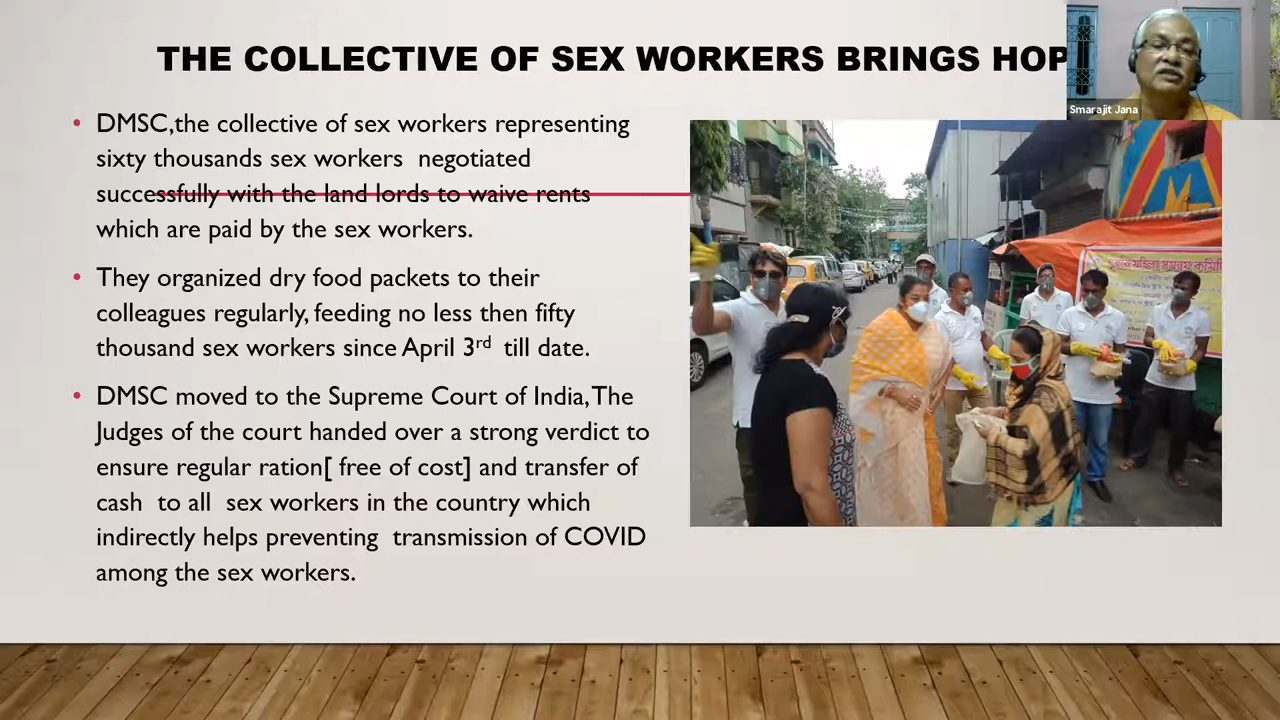 THE COLLECTIVE OF SEX WORKERS BRINGS HOP
Smarajit Jana
• DMSC,the collective of sex workers representing
sixty thousands sex workers negotiated
successfully with the land lords to waive rents
which are paid by the sex workers.
• They organized dry food packets to their
colleagues regularly, feeding no less then fifty
thousand sex workers since April 3rd till date.
• DMSC moved to the Supreme Court of India,The
Judges of the court handed over a strong verdict to
ensure regular ration[ free of cost] and transfer of
cash to all sex workers in the country which
indirectly helps preventing transmission of COVID
among the sex workers.